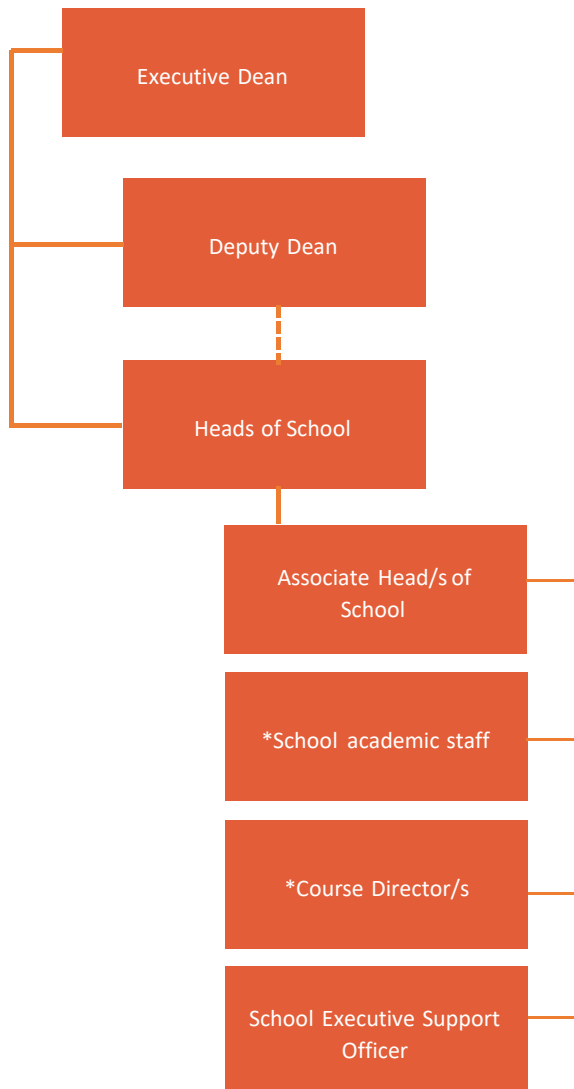 Executive Dean
Deputy Dean
Heads of School
Associate Head/s of
School
*School academic staff
*Course Director/s
School Executive Support
Officer